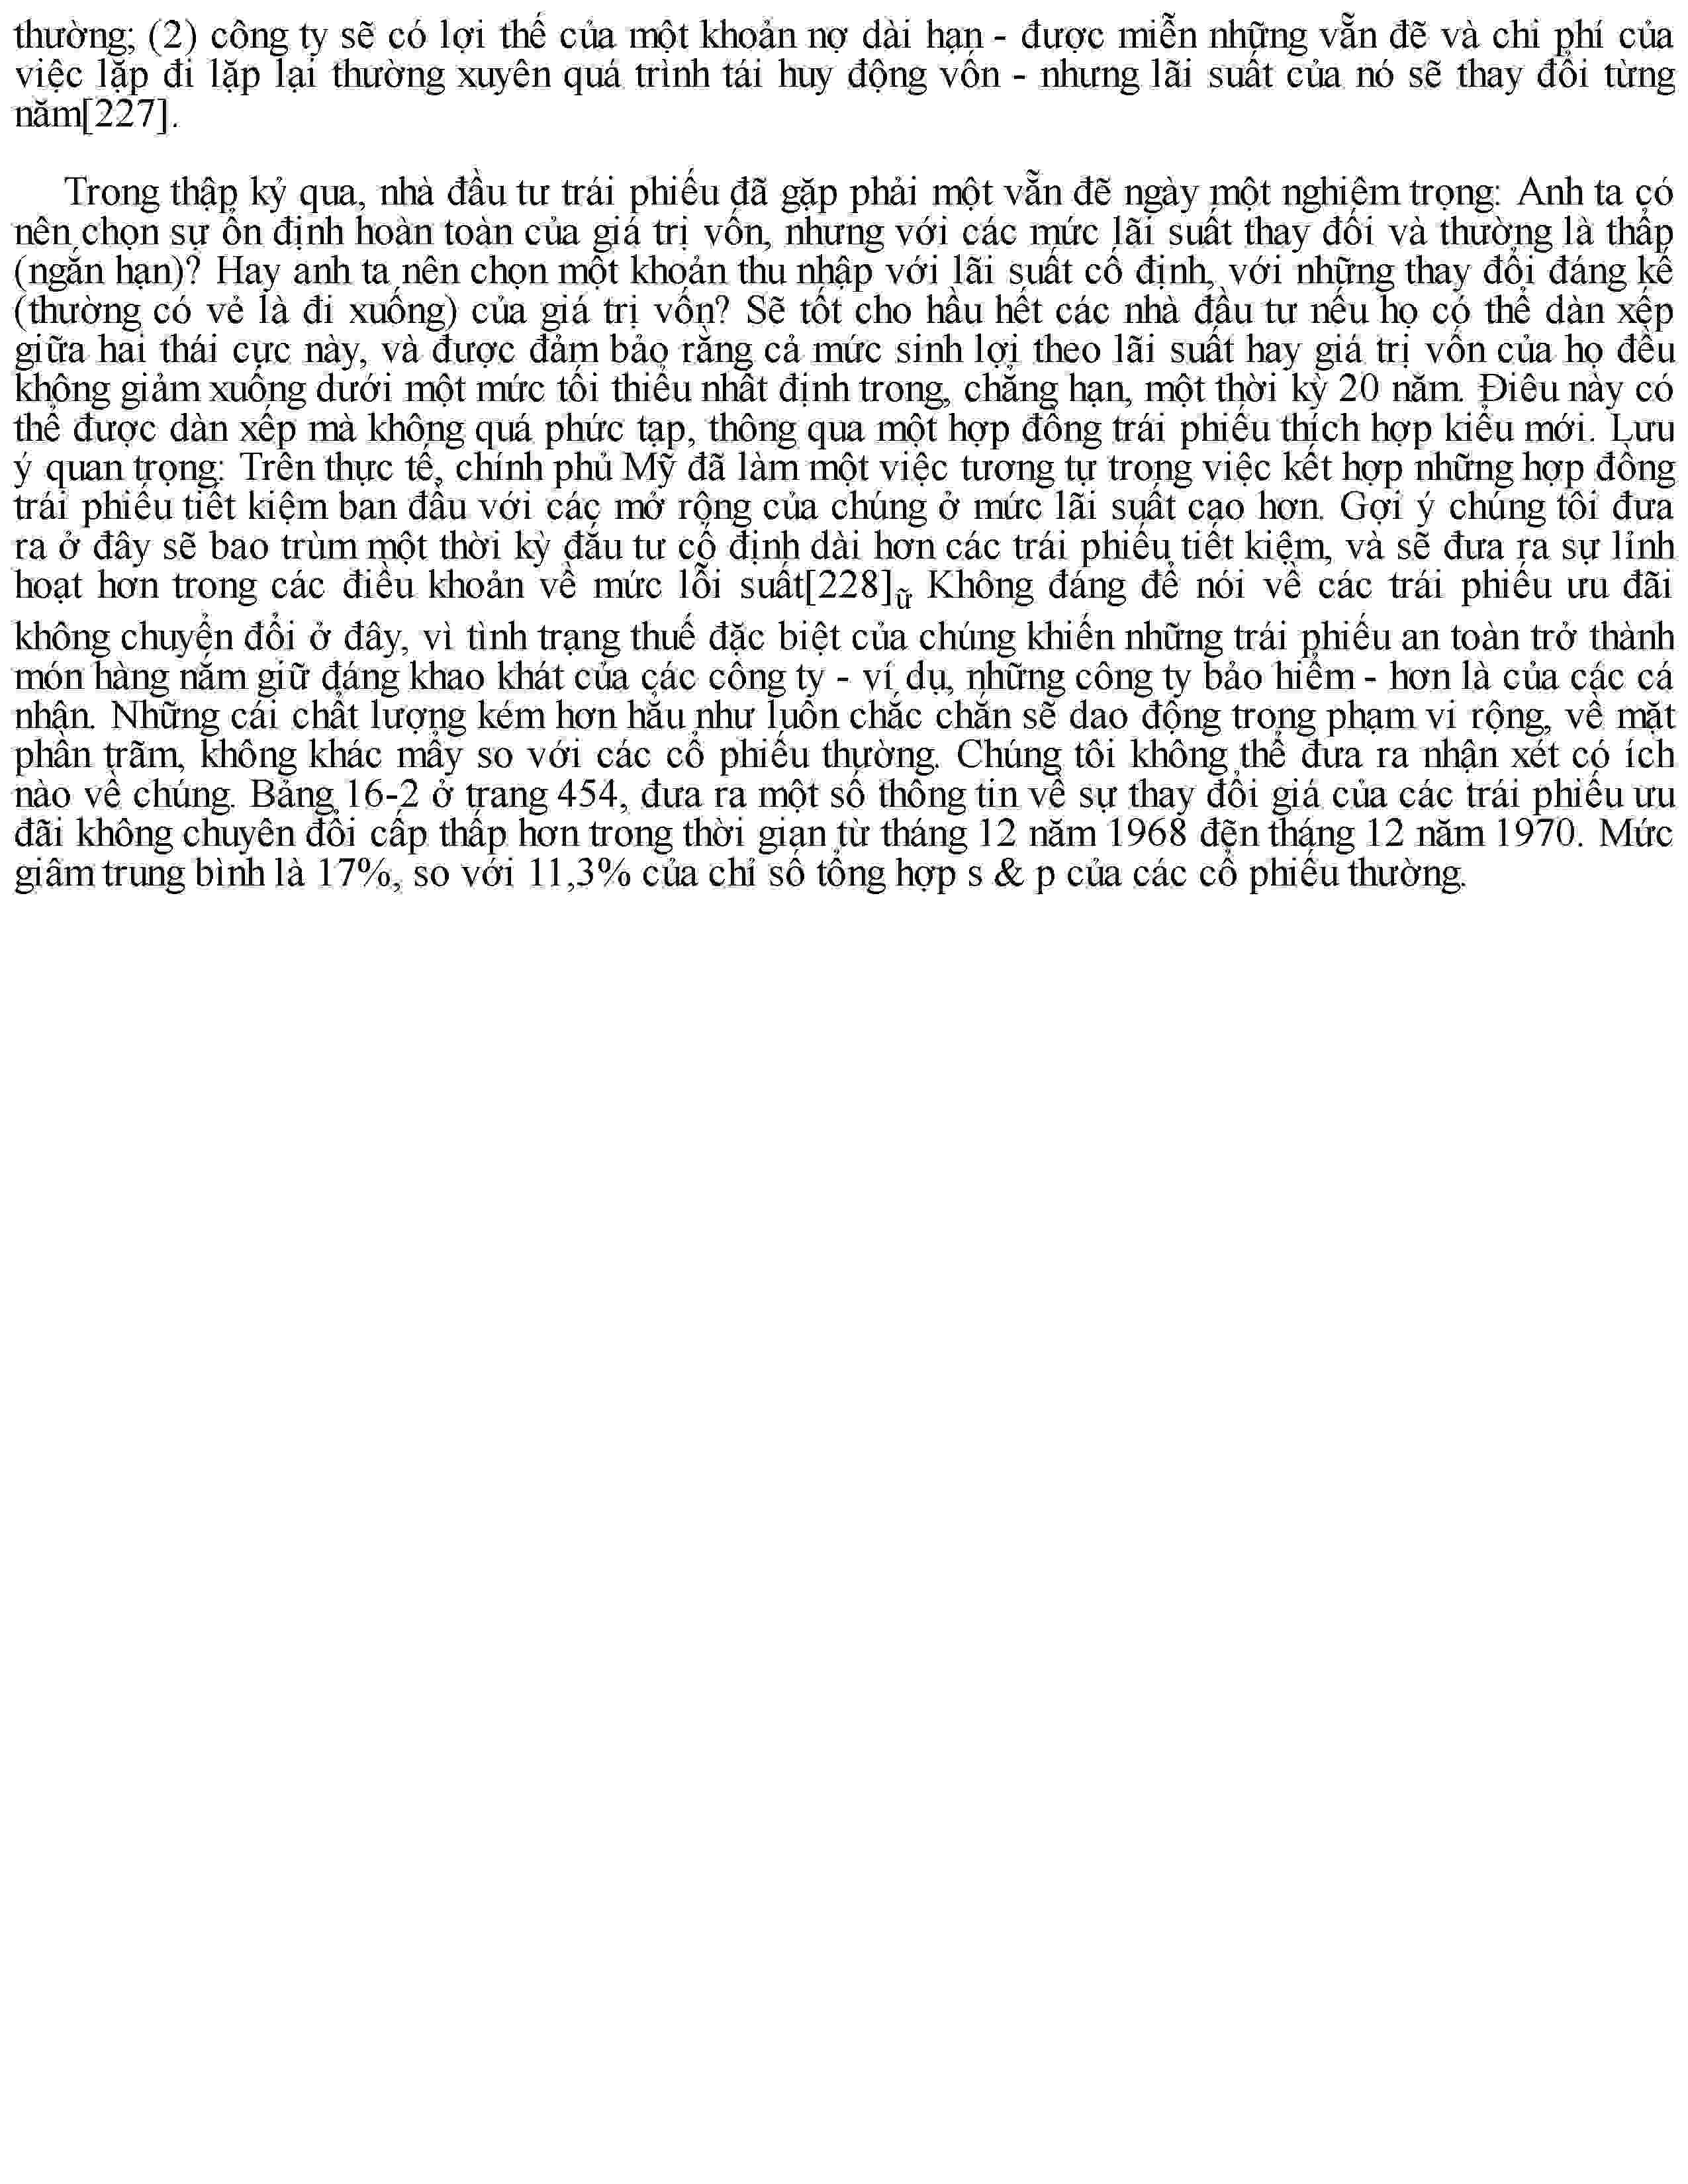 thường; (2) công ty sẽ có lợi thế của một khoản nợ dài hạn - được miễn những vẫn đẽ và chi phí của
việc lặp đi lặp lại thường xuyên quá trình tái huy động vốn - nhưng lãi suất của nó sẽ thay đổi từng
năm[227].
Trong thập kỷ qua, nhà đầu tư trái phiếu đã gặp phải một vẫn đẽ ngày một nghiêm trọng: Anh ta có
nên chọn sự ổn định hoàn toàn của giá trị vốn, nhưng với các mức lãi suất thay đổi và thường là thấp
(ngắn hạn)? Hay anh ta nên chọn một khoản thu nhập với lãi suất cố định, với những thay đổi đáng kể
(thường có vẻ là đi xuống) của giá trị vốn? Sẽ tốt cho hầu hết các nhà đầu tư nếu họ có thể dàn xếp
giữa hai thái cực này, và được đảm bảo rằng cả mức sinh lợi theo lãi suất hay giá trị vốn của họ đều
không giảm xuống dưới một mức tối thiểu nhất định trong, chẳng hạn, một thời kỳ 20 năm. Điều này có
thể được dàn xếp mà không quá phức tạp, thông qua một hợp đồng trái phiếu thích hợp kiểu mới. Lưu
ý quan trọng: Trên thực tế, chính phủ Mỹ đã làm một việc tương tự trong việc kết hợp những hợp đồng
trái phiếu tiết kiệm ban đầu với các mở rộng của chúng ở mức lãi suất cao hơn. Gợi ý chúng tôi đưa
ra ở đây sẽ bao trùm một thời kỳ đắu tư cố định dài hơn các trái phiếu tiết kiệm, và sẽ đưa ra sự linh
hoạt hơn trong các điều khoản về mức lỗi suất[228]ữ Không đáng để nói về các trái phiếu ưu đãi
không chuyển đổi ở đây, vì tình trạng thuế đặc biệt của chúng khiến những trái phiếu an toàn trở thành
món hàng nắm giữ đáng khao khát của các công ty - ví dụ, những công ty bảo hiểm - hơn là của các cá
nhân. Những cái chất lượng kém hơn hắu như luôn chắc chắn sẽ dao động trong phạm vi rộng, về mặt
phần trãm, không khác mấy so với các cổ phiếu thường. Chúng tôi không thể đưa ra nhận xét có ích
nào về chúng. Bảng 16-2 ở trang 454, đưa ra một số thông tin về sự thay đổi giá của các trái phiếu ưu
đãi không chuyên đổi cấp thấp hơn trong thời gian từ tháng 12 năm 1968 đẽn tháng 12 năm 1970. Mức
giâm trung bình là 17%, so với 11,3% của chỉ số tổng hợp s & p của các cổ phiếu thường.